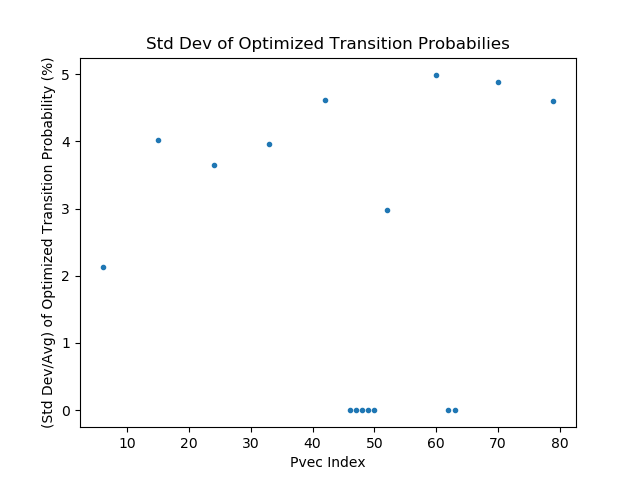 Std Dev of Optimized Transition Probabilies
(Std Dev/Avg) of Optimized Transition Probability (%)
5
4
3
2
1
0
10 20 30 40 50 60 70 80
Pvec Index